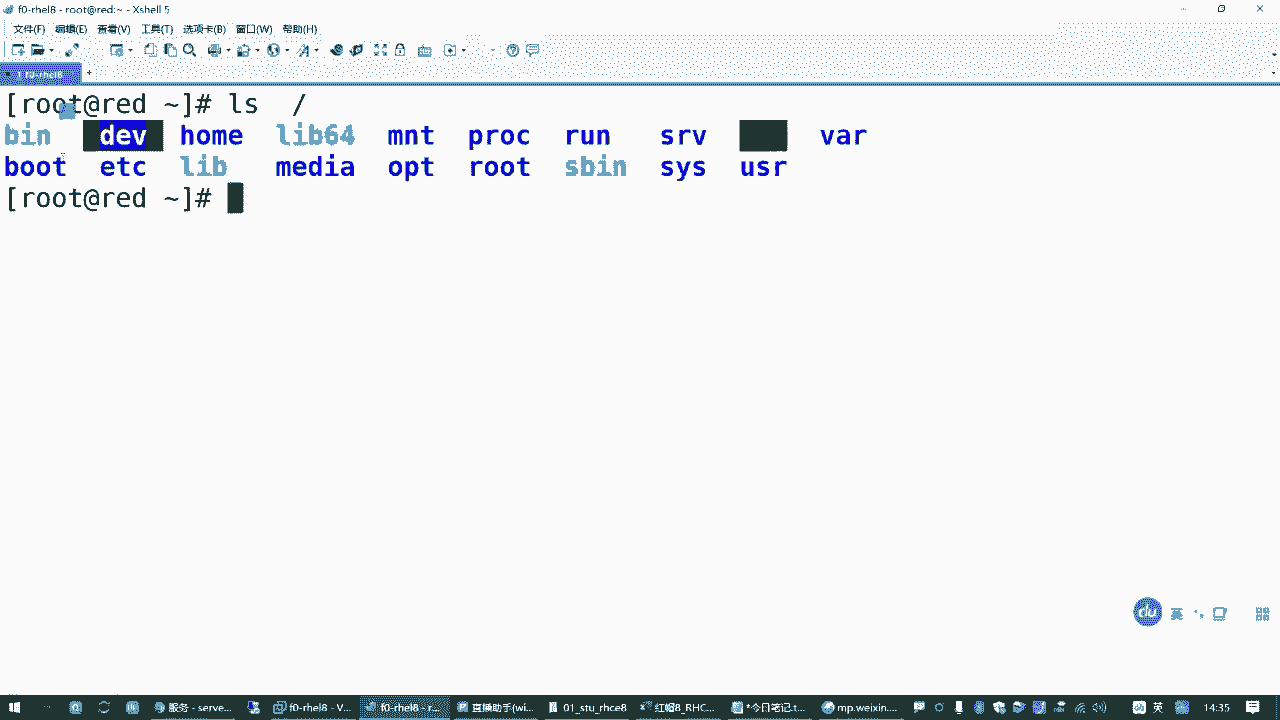 f0-rhel8 - root@red:~ - Xshell 5
文件(F) 编辑(E) 查看(V) 工具(T) 选项卡(B) 窗口(W) 帮助(H)
1 f0-rhel8 +
[root@red ~]# ls /
bin dev home lib64 mnt proc run srv var
boot etc lib media opt root sbin sys usr
[root@red ~]#
du 英
服务 - serve... f0-rhel8 - V... f0-rhel8 - r... 直播助手(wi... 01_stu_rhce8 红帽8_RHC... *今日笔记.t... mp.weixin.... 英 14:35